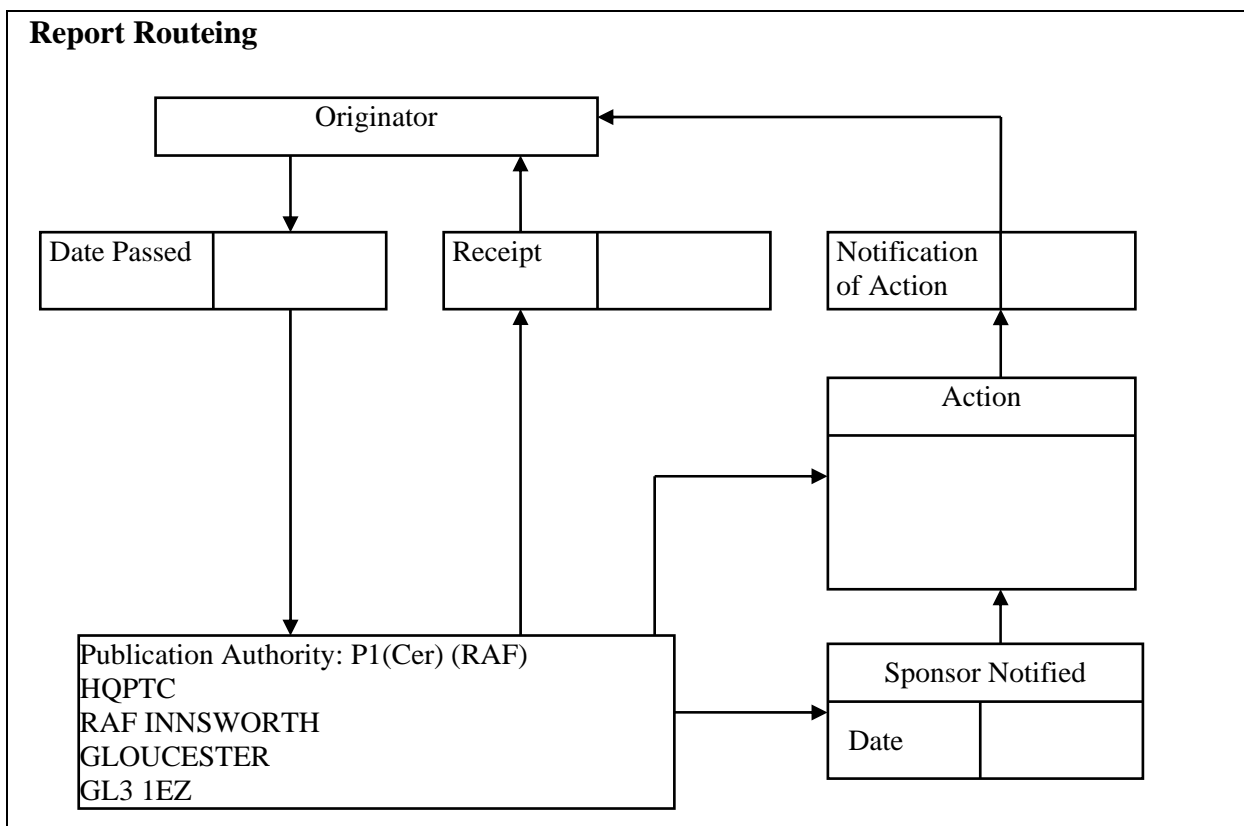 Report Routeing
Originator
Date Passed
Receipt
Notification
of Action
Action
Publication Authority: P1(Cer) (RAF)
HQPTC
RAF INNSWORTH
GLOUCESTER
GL3 1EZ
Sponsor Notified
Date